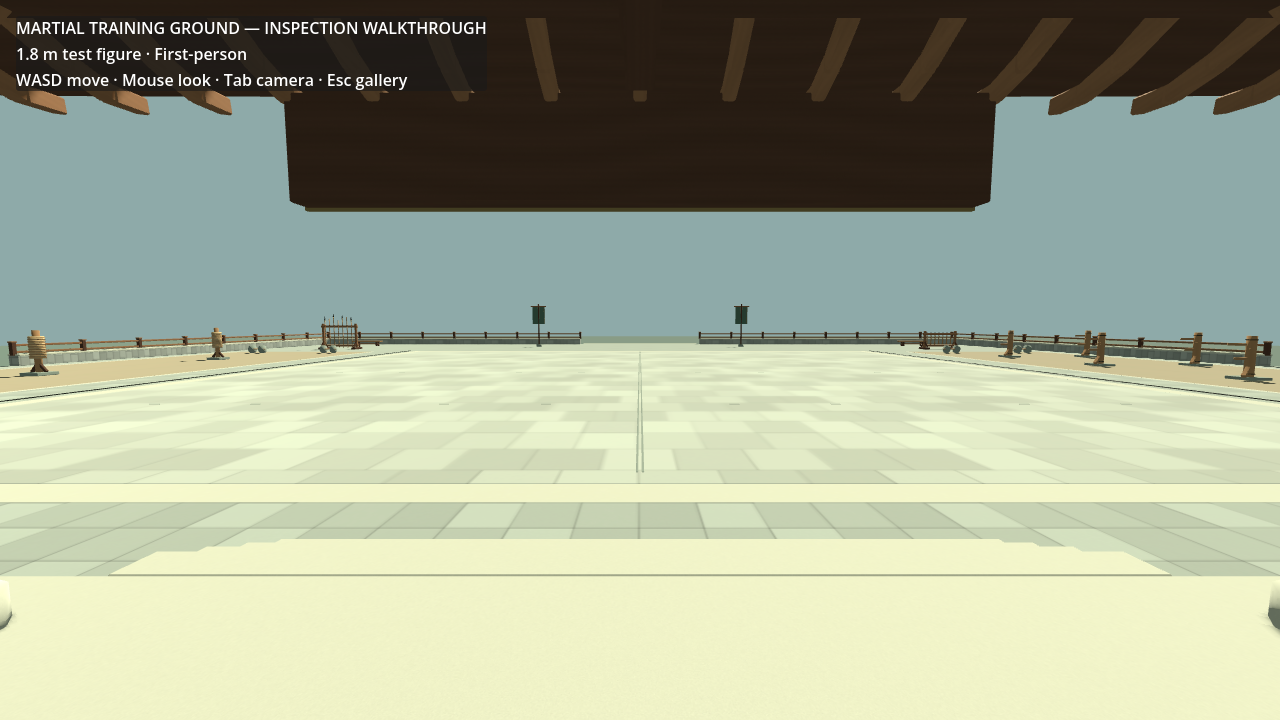 MARTIAL TRAINING GROUND — INSPECTION WALKTHROUGH
1.8 m test figure · First-person
WASD move · Mouse look · Tab camera · Esc gallery